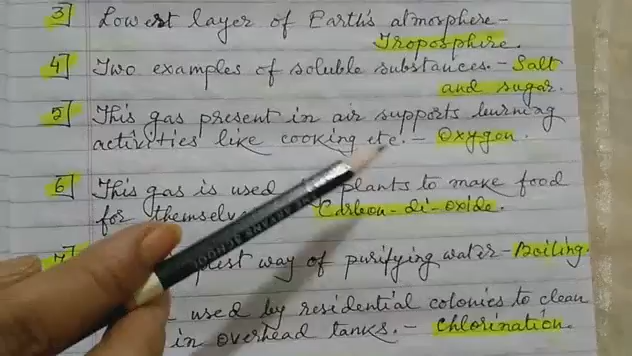 3] Lowerst layer of Earth's atmosphere-
Troposphere.
4] Two examples of soluble substances.- Salt
and sugar.
5] This gas present in air supports burning
activities like cooking etc.- Oxygen.
6] This gas is used plants to make food
for themselve Carbon-di-oxide.
7] plest way of purifying water- Boiling.
used by residential colonies to clean
in overhead tanks.- Chlorination.